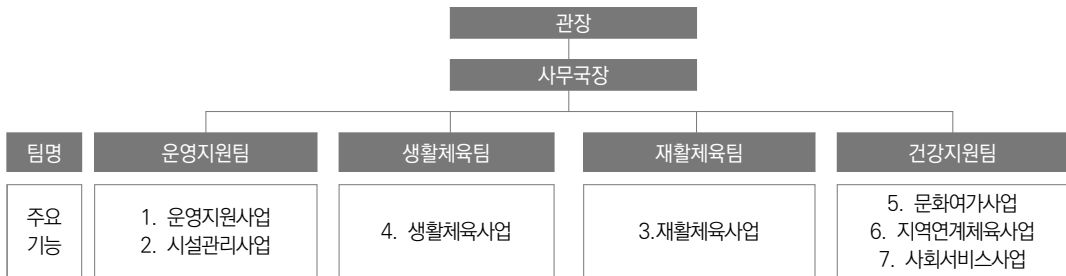 관장
사무국장
팀명 운영지원팀 생활체육팀 재활체육팀 건강지원팀
주요
기능
1. 운영지원사업
2. 시설관리사업
4. 생활체육사업
3.재활체육사업
5. 문화여가사업
6. 지역연계체육사업
7. 사회서비스사업